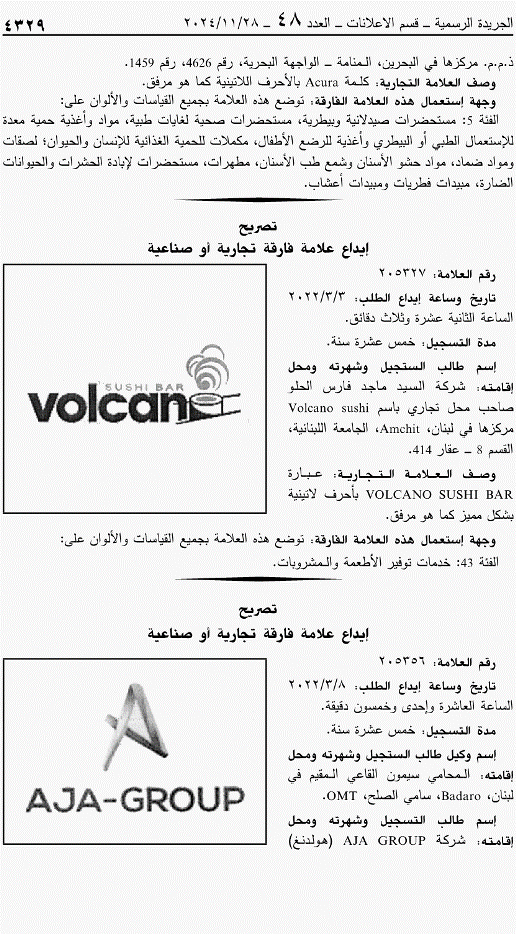 الجريدة الرسمية ــ قسم الاعلانات ــ العدد ٤٨ ــ ٢٠٢٤/١١/٢٨
٤٣٢٩
ذ.م.م. مركزها في البحرين، المنامة ــ الواجهة البحرية، رقم 4626، رقم 1459.
وصف العلامة التجارية: كلمة Acura بالأحرف اللاتينية كما هو مرفق.
وجهة إستعمال هذه العلامة الفارقة: توضع هذه العلامة بجميع القياسات والألوان على:
الفئة 5: مستحضرات صيدلانية وبيطرية، مستحضرات صحية لغايات طبية، مواد وأغذية حمية معدة
للإستعمال الطبي أو البيطري وأغذية للرضع الأطفال، مكملات للحمية الغذائية للإنسان والحيوان؛ لصقات
ومواد ضماد، مواد حشو الأسنان وشمع طب الأسنان، مطهرات، مستحضرات لإبادة الحشرات والحيوانات
الضارة، مبيدات فطريات ومبيدات أعشاب.
تصريح
إيداع علامة فارقة تجارية أو صناعية
رقم العلامة: ٢٠٥٣٢٧
تاريخ وساعة إيداع الطلب: ٢٠٢٢/٣/٣
الساعة الثانية عشرة وثلاث دقائق.
مدة التسجيل: خمس عشرة سنة.
إسم طالب الستجيل وشهرته ومحل
إقامته: شركة السيد ماجد فارس الحلو
صاحب محل تجاري باسم Volcano sushi
مركزها في لبنان، Amchit، الجامعة اللبنانية،
القسم 8 ــ عقار 414.
وصف العلامة التجارية: عبارة
VOLCANO SUSHI BAR بأحرف لاتينية
بشكل مميز كما هو مرفق.
SUSHI BAR
volcano
وجهة إستعمال هذه العلامة الفارقة: توضع هذه العلامة بجميع القياسات والألوان على:
الفئة 43: خدمات توفير الأطعمة والمشروبات.
تصريح
إيداع علامة فارقة تجارية أو صناعية
رقم العلامة: ٢٠٥٣٥٦
تاريخ وساعة إيداع الطلب: ٢٠٢٢/٣/٨
الساعة العاشرة وإحدى وخمسون دقيقة.
مدة التسجيل: خمس عشرة سنة.
إسم وكيل طالب الستجيل وشهرته ومحل
إقامته: المحامي سيمون القاعي المقيم في
لبنان، Badaro، سامي الصلح، OMT.
إسم طالب التسجيل وشهرته ومحل
إقامته: شركة AJA GROUP (هولدنغ)
AJA-GROUP